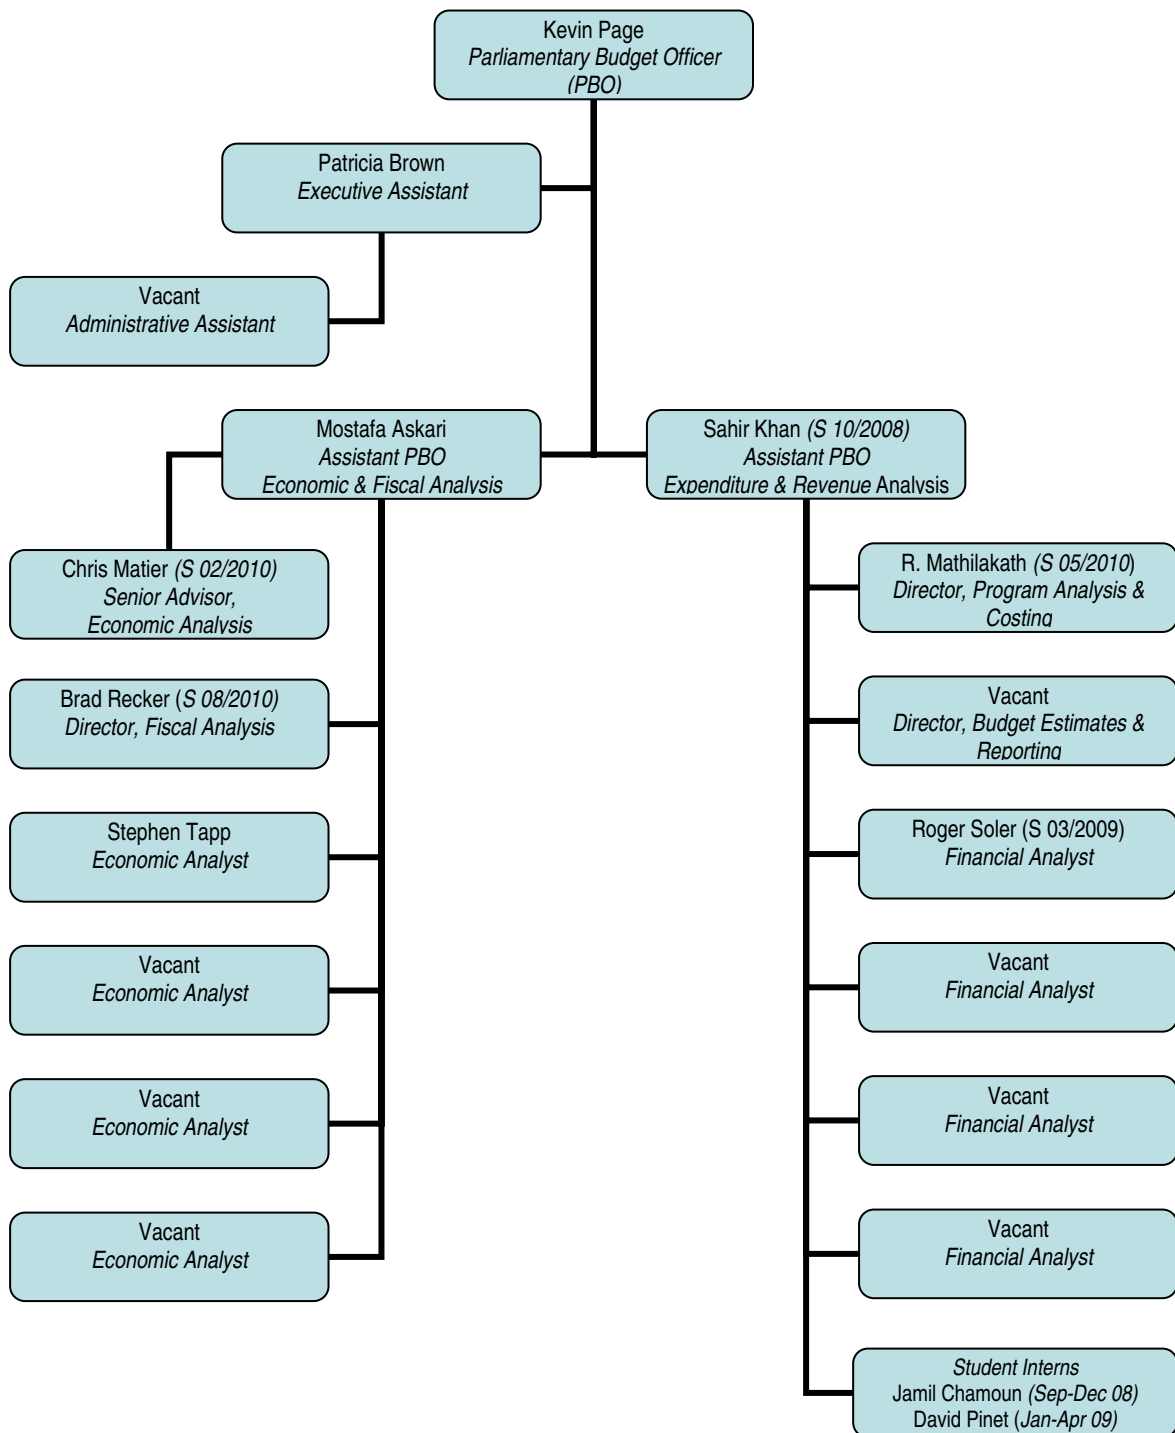 Kevin Page
Parliamentary Budget Officer
(PBO)
Patricia Brown
Executive Assistant
Vacant
Administrative Assistant
Mostafa Askari
Assistant PBO
Economic & Fiscal Analysis
Sahir Khan (S 10/2008)
Assistant PBO
Expenditure & Revenue Analysis
Chris Matier (S 02/2010)
Senior Advisor,
Economic Analysis
Brad Recker (S 08/2010)
Director, Fiscal Analysis
Stephen Tapp
Economic Analyst
Vacant
Economic Analyst
Vacant
Economic Analyst
Vacant
Economic Analyst
R. Mathilakath (S 05/2010)
Director, Program Analysis &
Costing
Vacant
Director, Budget Estimates &
Reporting
Roger Soler (S 03/2009)
Financial Analyst
Vacant
Financial Analyst
Vacant
Financial Analyst
Vacant
Financial Analyst
Student Interns
Jamil Chamoun (Sep-Dec 08)
David Pinet (Jan-Apr 09)